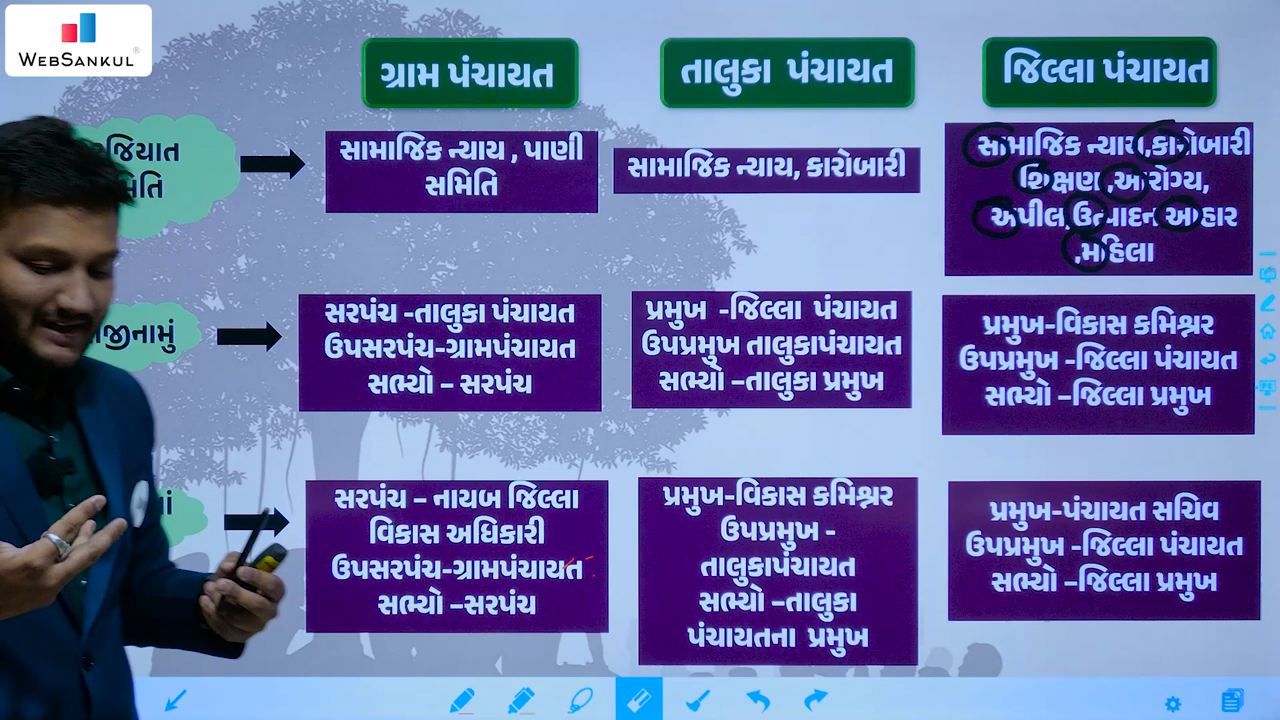 WEBSANKUL
ગ્રામ પંચાયત
તાલુકા પંચાયત
જિલ્લા પંચાયત
સામાજિક ન્યાય , પાણી
સમિતિ
સામાજિક ન્યાય, કારોબારી
સામાજિક ન્યાય,કારોબારી
શિક્ષણ ,આરોગ્ય,
અપીલ,ઉત્પાદન આહાર
,મહિલા
સરપંચ -તાલુકા પંચાયત
ઉપસરપંચ-ગ્રામપંચાયત
સભ્યો – સરપંચ
પ્રમુખ -જિલ્લા પંચાયત
ઉપપ્રમુખ તાલુકાપંચાયત
સભ્યો –તાલુકા પ્રમુખ
પ્રમુખ-વિકાસ કમિશ્નર
ઉપપ્રમુખ -જિલ્લા પંચાયત
સભ્યો –જિલ્લા પ્રમુખ
સરપંચ – નાયબ જિલ્લા
વિકાસ અધિકારી
ઉપસરપંચ-ગ્રામપંચાયત
સભ્યો –સરપંચ
પ્રમુખ-વિકાસ કમિશ્નર
ઉપપ્રમુખ -
તાલુકાપંચાયત
સભ્યો –તાલુકા
પંચાયતના પ્રમુખ
પ્રમુખ-પંચાયત સચિવ
ઉપપ્રમુખ -જિલ્લા પંચાયત
સભ્યો –જિલ્લા પ્રમુખ